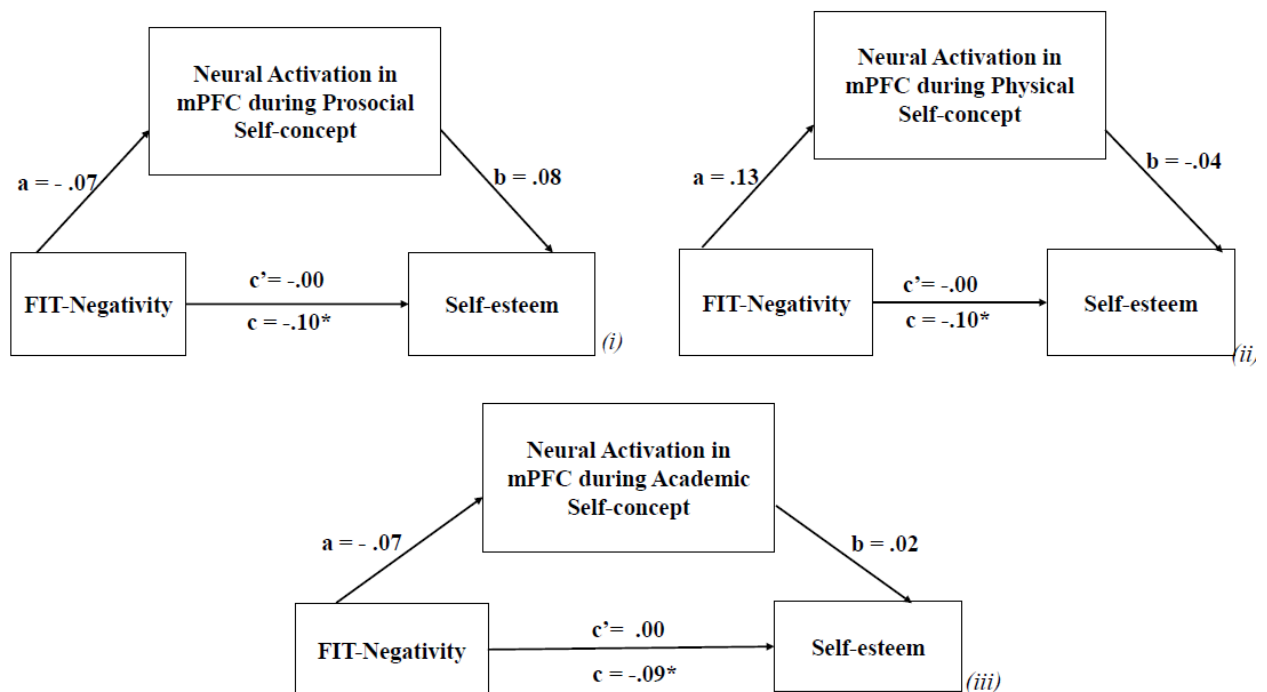 Neural Activation in
mPFC during Prosocial
Self-concept
a = - .07
b = .08
FIT-Negativity
c’= -.00
c = -.10*
Self-esteem
(i)
Neural Activation in
mPFC during Physical
Self-concept
a = .13
b = -.04
FIT-Negativity
c’= -.00
c = -.10*
Self-esteem
(ii)
Neural Activation in
mPFC during Academic
Self-concept
a = - .07
b = .02
FIT-Negativity
c’= .00
c = -.09*
Self-esteem
(iii)